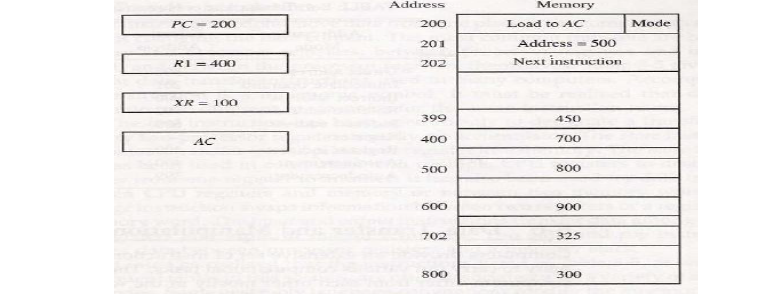 Address Memory
PC = 200
200 Load to AC Mode
201 Address = 500
R1 = 400
202 Next instruction
XR = 100
399 450
400 700
AC
500 800
600 900
702 325
800 300